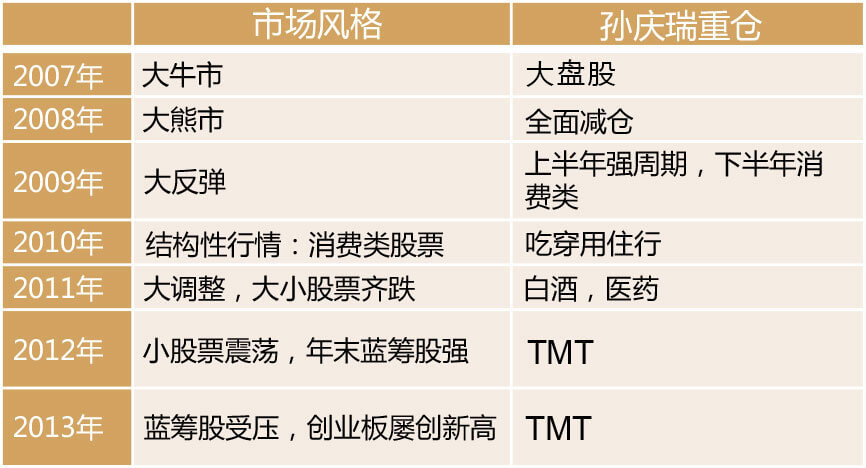 市场风格 孙庆瑞重仓
2007年 大牛市 大盘股
2008年 大熊市 全面减仓
2009年 大反弹 上半年强周期，下半年消
费类
2010年 结构性行情：消费类股票 吃穿用住行
2011年 大调整，大小股票齐跌 白酒，医药
2012年 小股票震荡，年末蓝筹股强 TMT
2013年 蓝筹股受压，创业板屡创新高 TMT